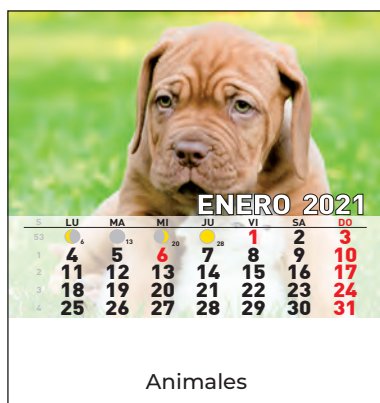 ENERO 2021
S LU MA MI JU VI SA DO
53 6 13 20 28 1 2 3
1 4 5 6 7 8 9 10
2 11 12 13 14 15 16 17
3 18 19 20 21 22 23 24
4 25 26 27 28 29 30 31
Animales